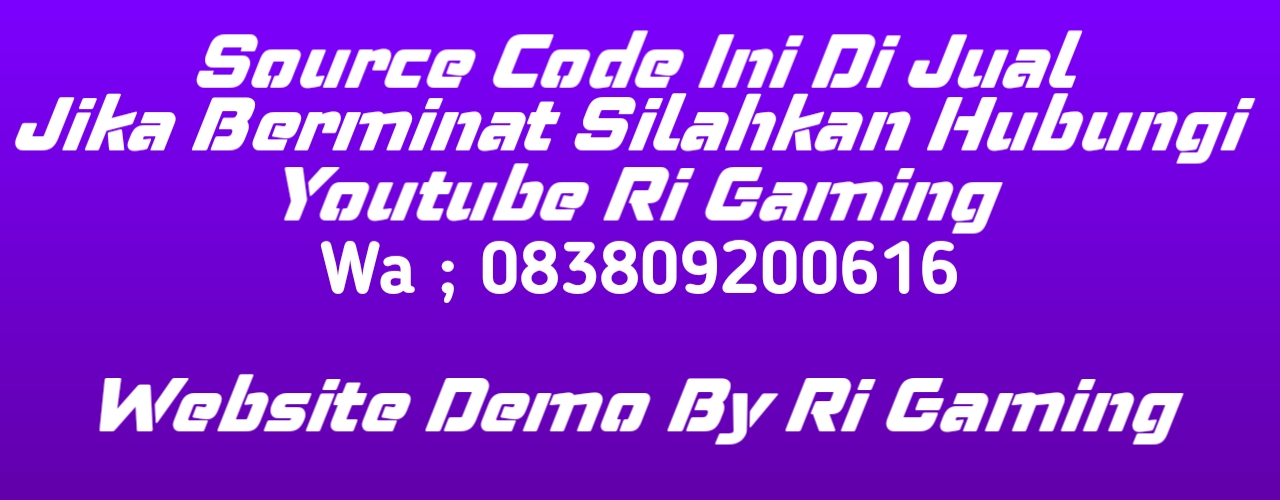 Source Code Ini Di Jual
Jika Berminat Silahkan Hubungi
Youtube Ri Gaming
Wa ; 083809200616
Website Demo By Ri Gaming